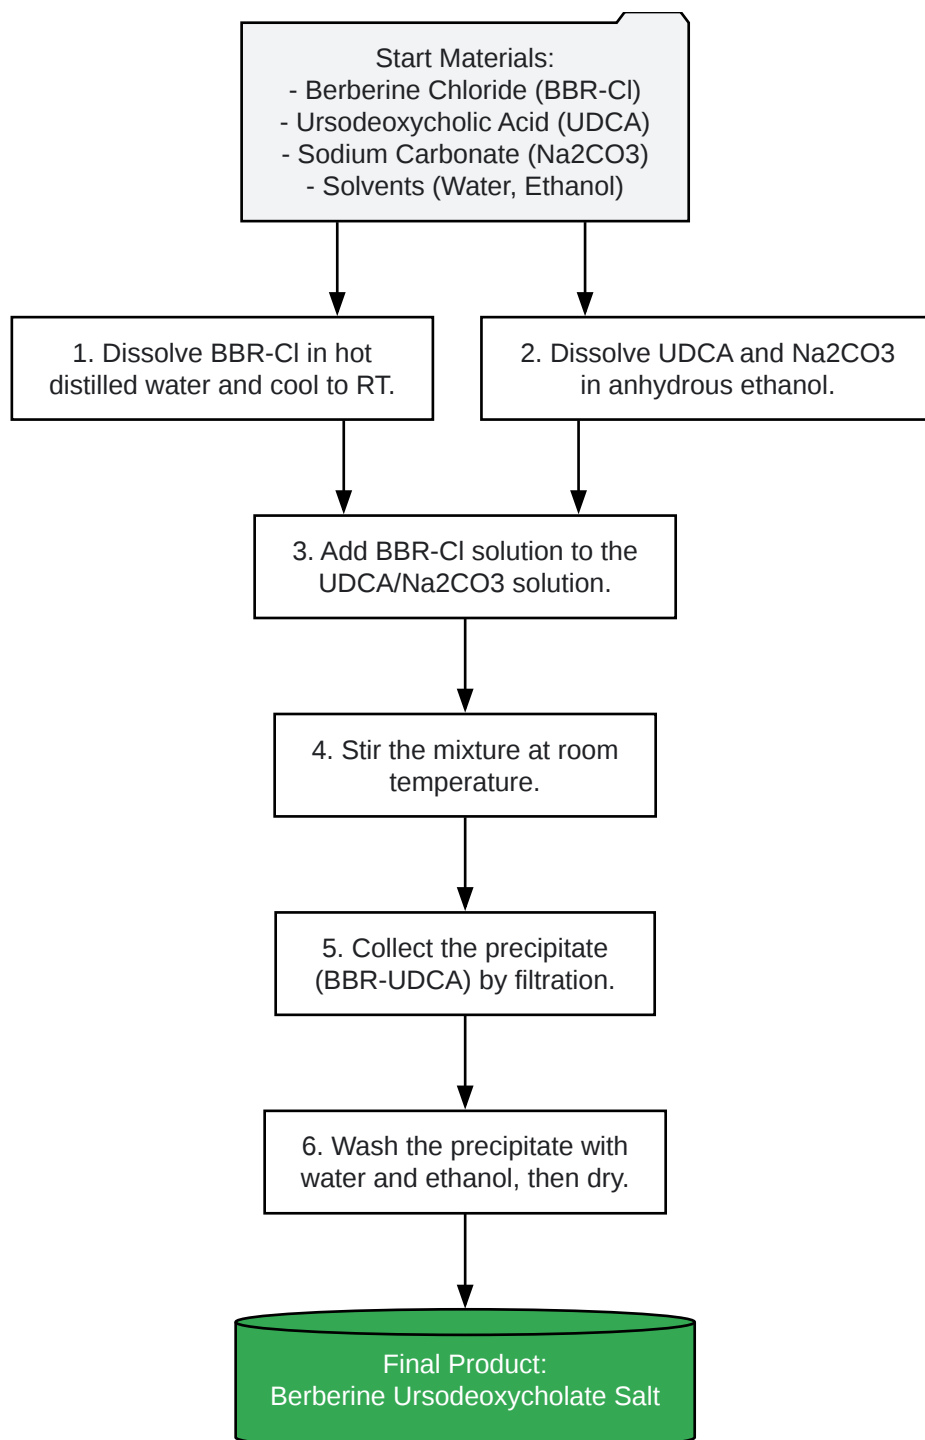 Start Materials:
- Berberine Chloride (BBR-Cl)
- Ursodeoxycholic Acid (UDCA)
- Sodium Carbonate (Na2CO3)
- Solvents (Water, Ethanol)
1. Dissolve BBR-Cl in hot
distilled water and cool to RT.
2. Dissolve UDCA and Na2CO3
in anhydrous ethanol.
3. Add BBR-Cl solution to the
UDCA/Na2CO3 solution.
4. Stir the mixture at room
temperature.
5. Collect the precipitate
(BBR-UDCA) by filtration.
6. Wash the precipitate with
water and ethanol, then dry.
Final Product:
Berberine Ursodeoxycholate Salt